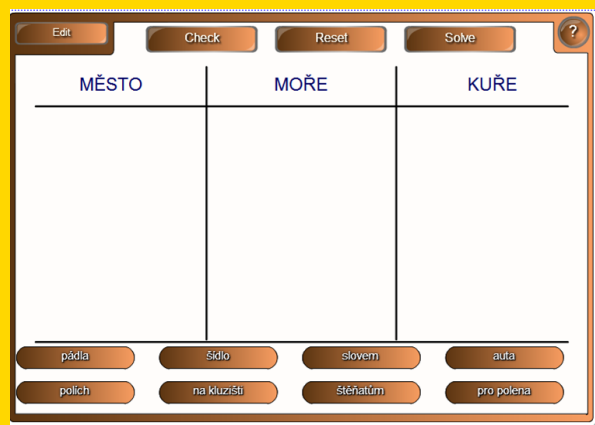 Edit Check Reset Solve ?
MĚSTO MOŘE KUŘE
pádla šídlo slovem auta
polích na kluzišti štěňatům pro polena